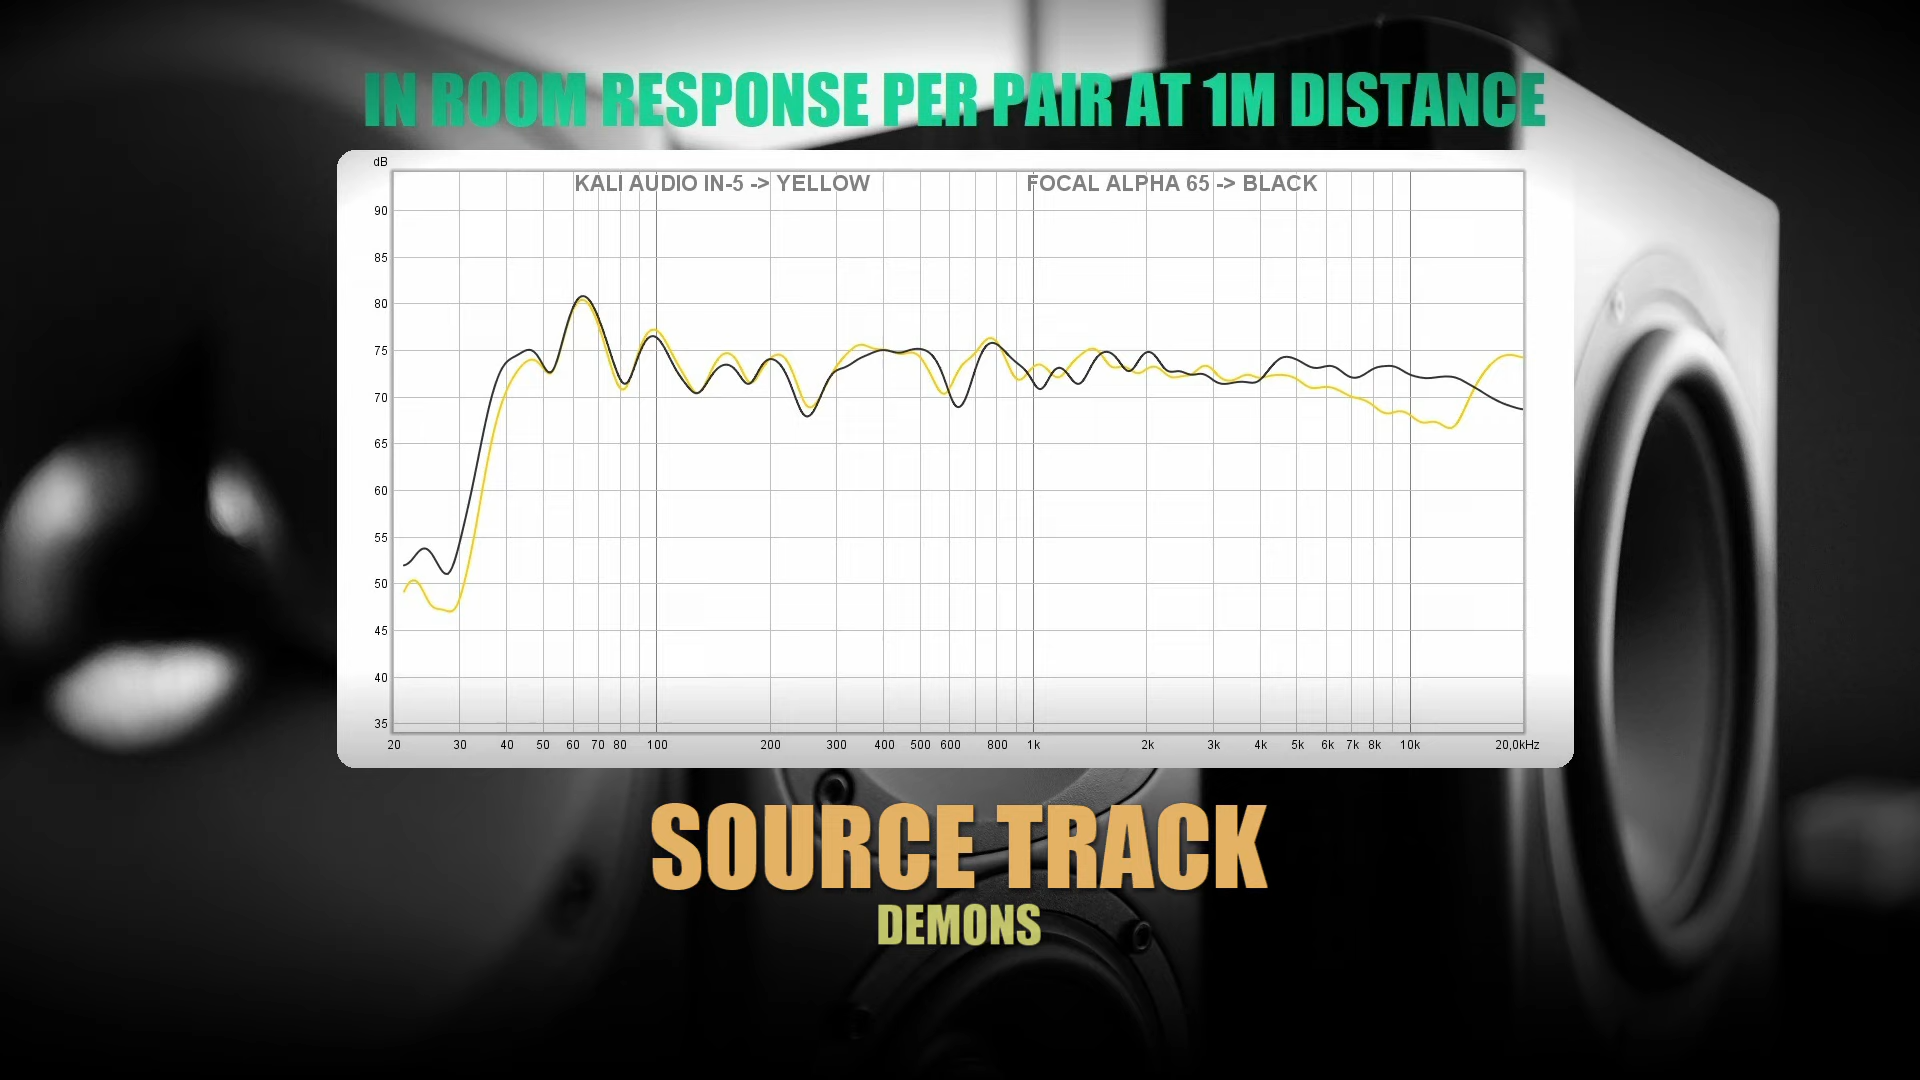 IN ROOM RESPONSE PER PAIR AT 1M DISTANCE
dB
KALI AUDIO IN-5 -> YELLOW FOCAL ALPHA 65 -> BLACK
90
85
80
75
70
65
60
55
50
45
40
35
20 30 40 50 60 70 80 100 200 300 400 500 600 800 1k 2k 3k 4k 5k 6k 7k 8k 10k 20,0kHz
SOURCE TRACK
DEMONS